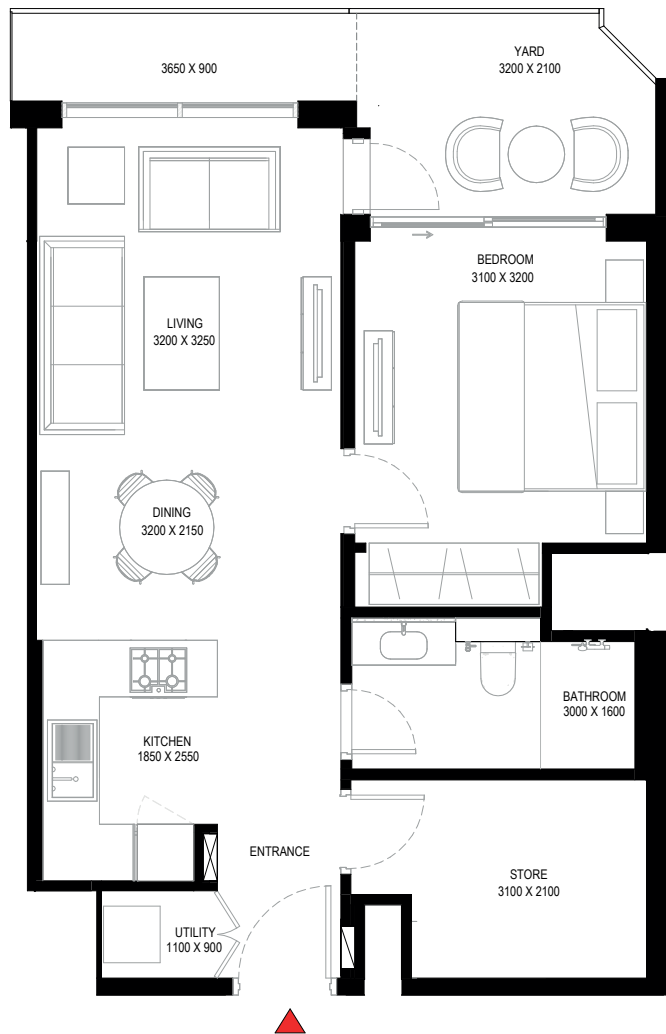 3650 X 900
YARD
3200 X 2100
BEDROOM
3100 X 3200
LIVING
3200 X 3250
DINING
3200 X 2150
BATHROOM
3000 X 1600
KITCHEN
1850 X 2550
ENTRANCE
STORE
3100 X 2100
UTILITY
1100 X 900